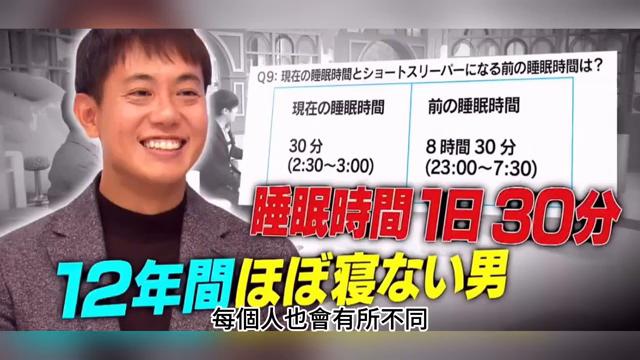 Q9: 現在の睡眠時間とショートスリーパーになる前の睡眠時間は?
現在の睡眠時間
前の睡眠時間
30分
(2:30~3:00)
8時間30分
(23:00~7:30)
睡眠時間1日30分
12年間ほぼ寝ない男
每個人也會有所不同